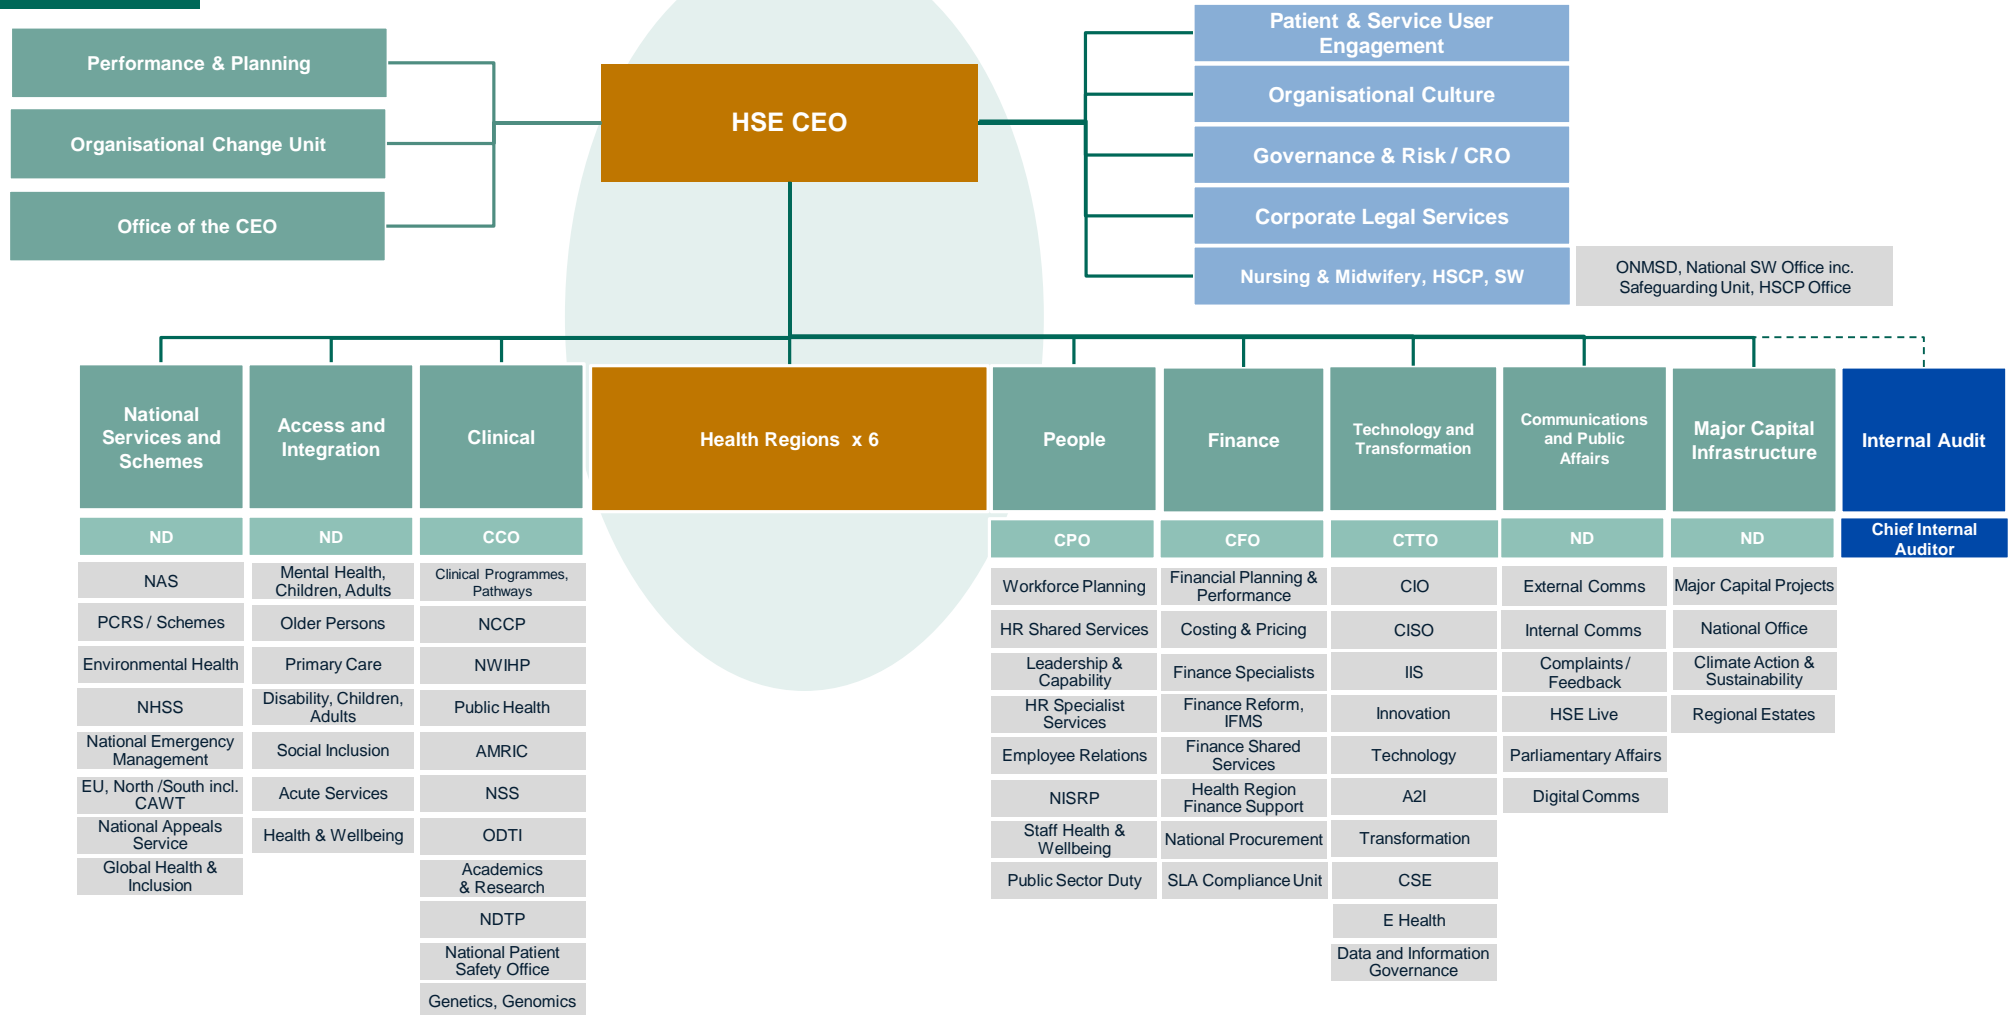 Performance & Planning
Organisational Change Unit
Office of the CEO
HSE CEO
Patient & Service User
Engagement
Organisational Culture
Governance & Risk / CRO
Corporate Legal Services
Nursing & Midwifery, HSCP, SW
ONMSD, National SW Office inc.
Safeguarding Unit, HSCP Office
National
Services and
Schemes
ND
NAS
PCRS / Schemes
Environmental Health
NHSS
National Emergency
Management
EU, North /South incl.
CAWT
National Appeals
Service
Global Health &
Inclusion
Access and
Integration
ND
Mental Health,
Children, Adults
Older Persons
Primary Care
Disability, Children,
Adults
Social Inclusion
Acute Services
Health & Wellbeing
Clinical
CCO
Clinical Programmes,
Pathways
NCCP
NWIHP
Public Health
AMRIC
NSS
ODTI
Academics
& Research
NDTP
National Patient
Safety Office
Genetics, Genomics
Health Regions x 6
People
CPO
Workforce Planning
HR Shared Services
Leadership &
Capability
HR Specialist
Services
Employee Relations
NISRP
Staff Health &
Wellbeing
Public Sector Duty
Finance
CFO
Financial Planning &
Performance
Costing & Pricing
Finance Specialists
Finance Reform,
IFMS
Finance Shared
Services
Health Region
Finance Support
National Procurement
SLA Compliance Unit
Technology and
Transformation
CTTO
CIO
CISO
IIS
Innovation
Technology
A2I
Transformation
CSE
E Health
Data and Information
Governance
Communications
and Public
Affairs
ND
External Comms
Internal Comms
Complaints /
Feedback
HSE Live
Parliamentary Affairs
Digital Comms
Major Capital
Infrastructure
ND
Major Capital Projects
National Office
Climate Action &
Sustainability
Regional Estates
Internal Audit
Chief Internal
Auditor